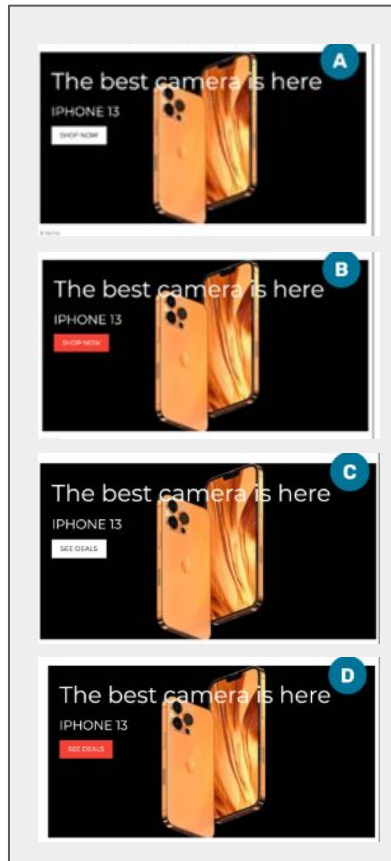 A
The best camera is here
IPHONE 13
SHOP NOW
B
The best camera is here
IPHONE 13
SHOP NOW
C
The best camera is here
IPHONE 13
SEE DEALS
D
The best camera is here
IPHONE 13
SEE DEALS